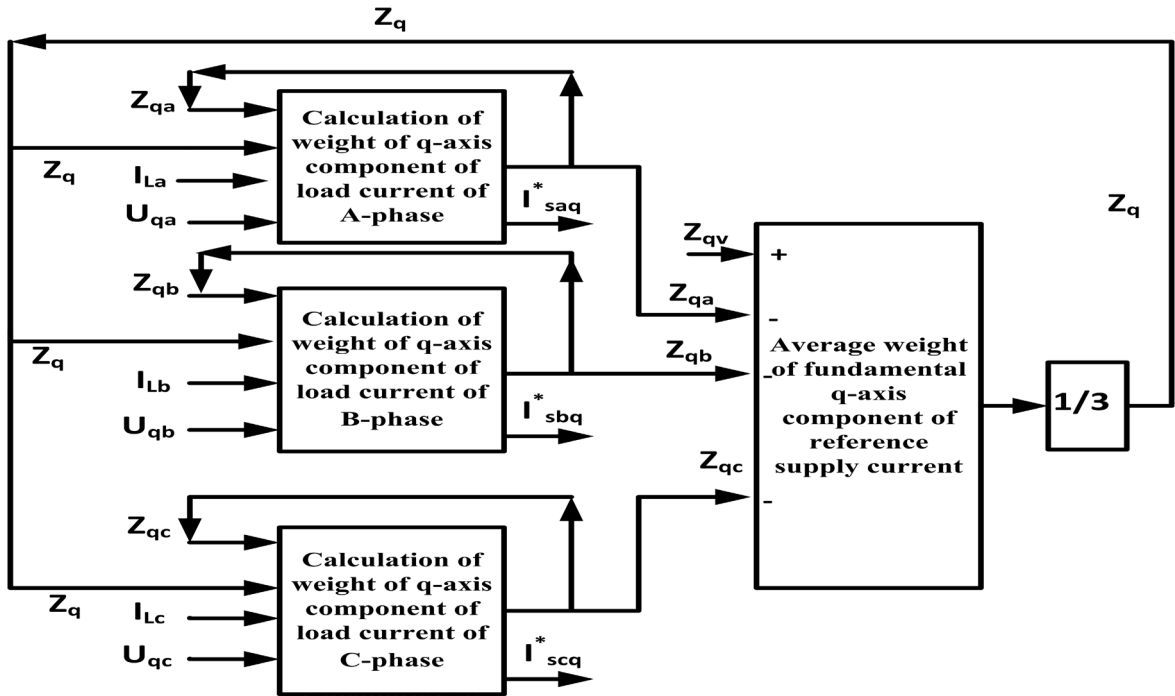 Zq
Zqa
Zq
ILa
Uqa
Calculation of
weight of q-axis
component of
load current of
A-phase
I*saq
Zqb
Zq
ILb
Uqb
Calculation of
weight of q-axis
component of
load current of
B-phase
I*sbq
Zqc
Zq
ILc
Uqc
Calculation of
weight of q-axis
component of
load current of
C-phase
I*scq
Zqv
+
Zqa
-
Zqb
-
Zqc
-
Average weight
of fundamental
q-axis
component of
reference
supply current
1/3
Zq